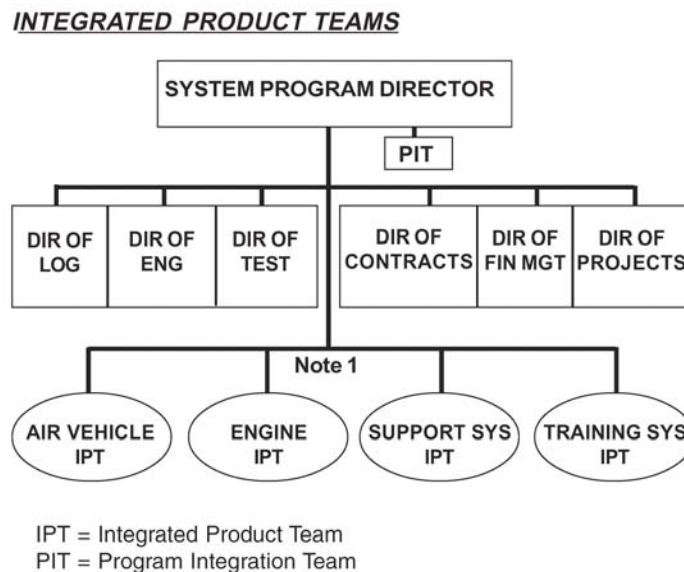 INTEGRATED PRODUCT TEAMS
SYSTEM PROGRAM DIRECTOR
PIT
DIR OF
LOG
DIR OF
ENG
DIR OF
TEST
DIR OF
CONTRACTS
DIR OF
FIN MGT
DIR OF
PROJECTS
Note 1
AIR VEHICLE
IPT
ENGINE
IPT
SUPPORT SYS
IPT
TRAINING SYS
IPT
IPT = Integrated Product Team
PIT = Program Integration Team